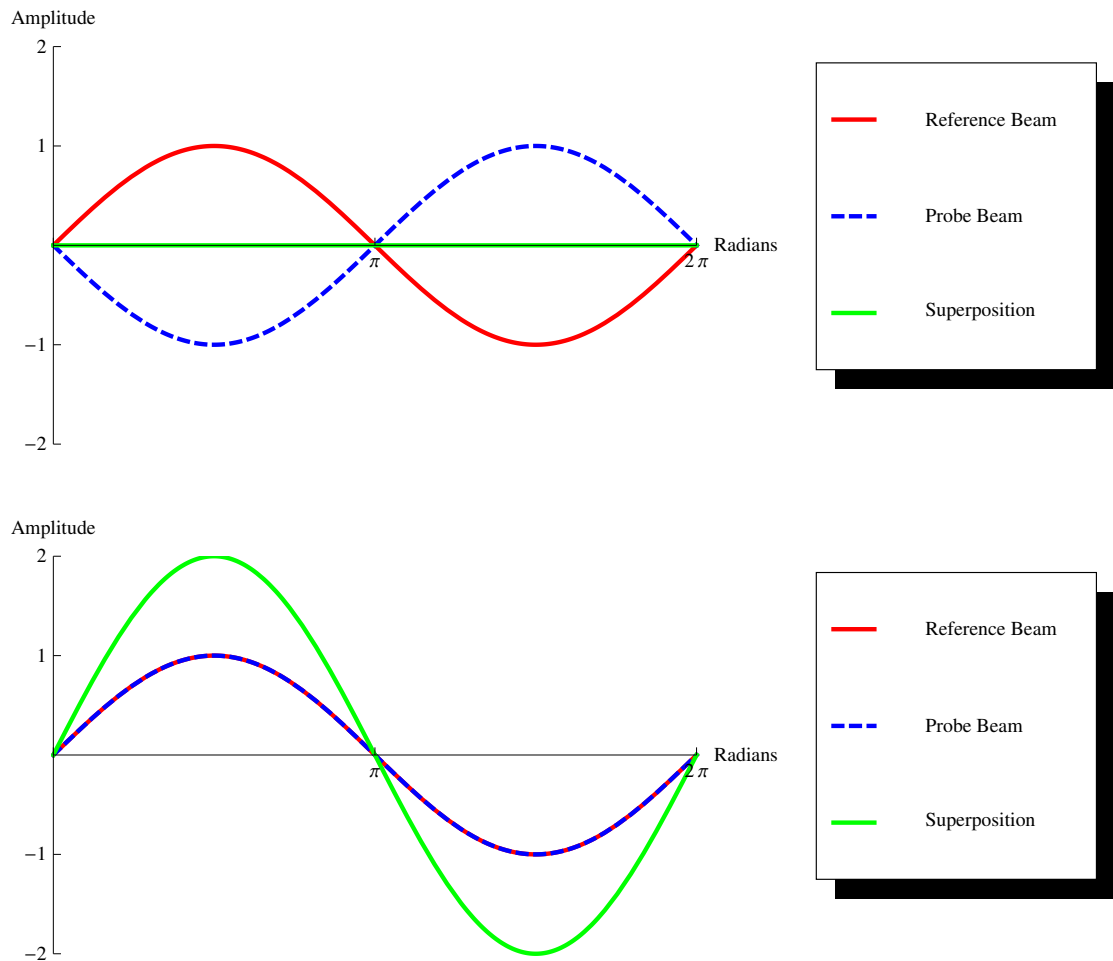 Amplitude
2
1
Radians
π
2 π
−1
−2
Reference Beam
Probe Beam
Superposition
Amplitude
2
1
Radians
π
2 π
−1
−2
Reference Beam
Probe Beam
Superposition